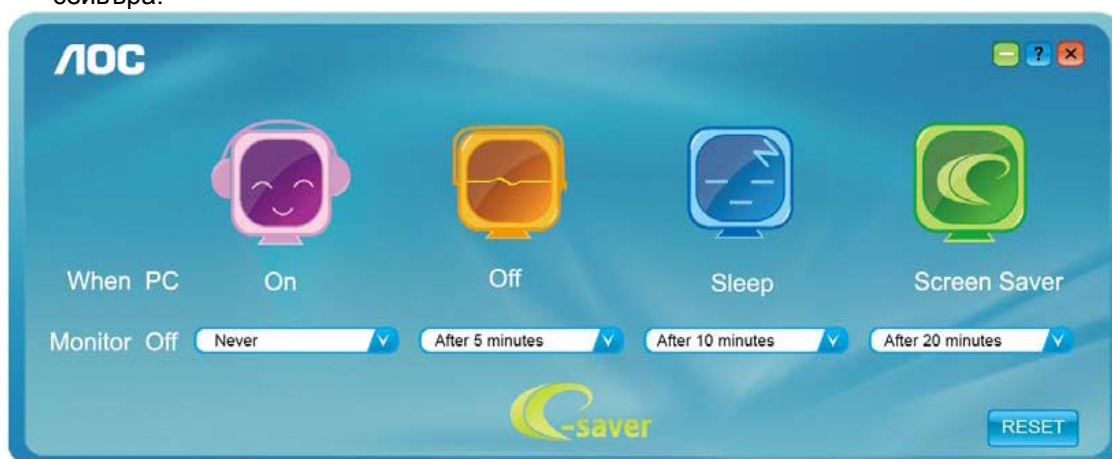 AOC
?
When PC On Off Sleep Screen Saver
Monitor Off Never After 5 minutes After 10 minutes After 20 minutes
e-saver
RESET